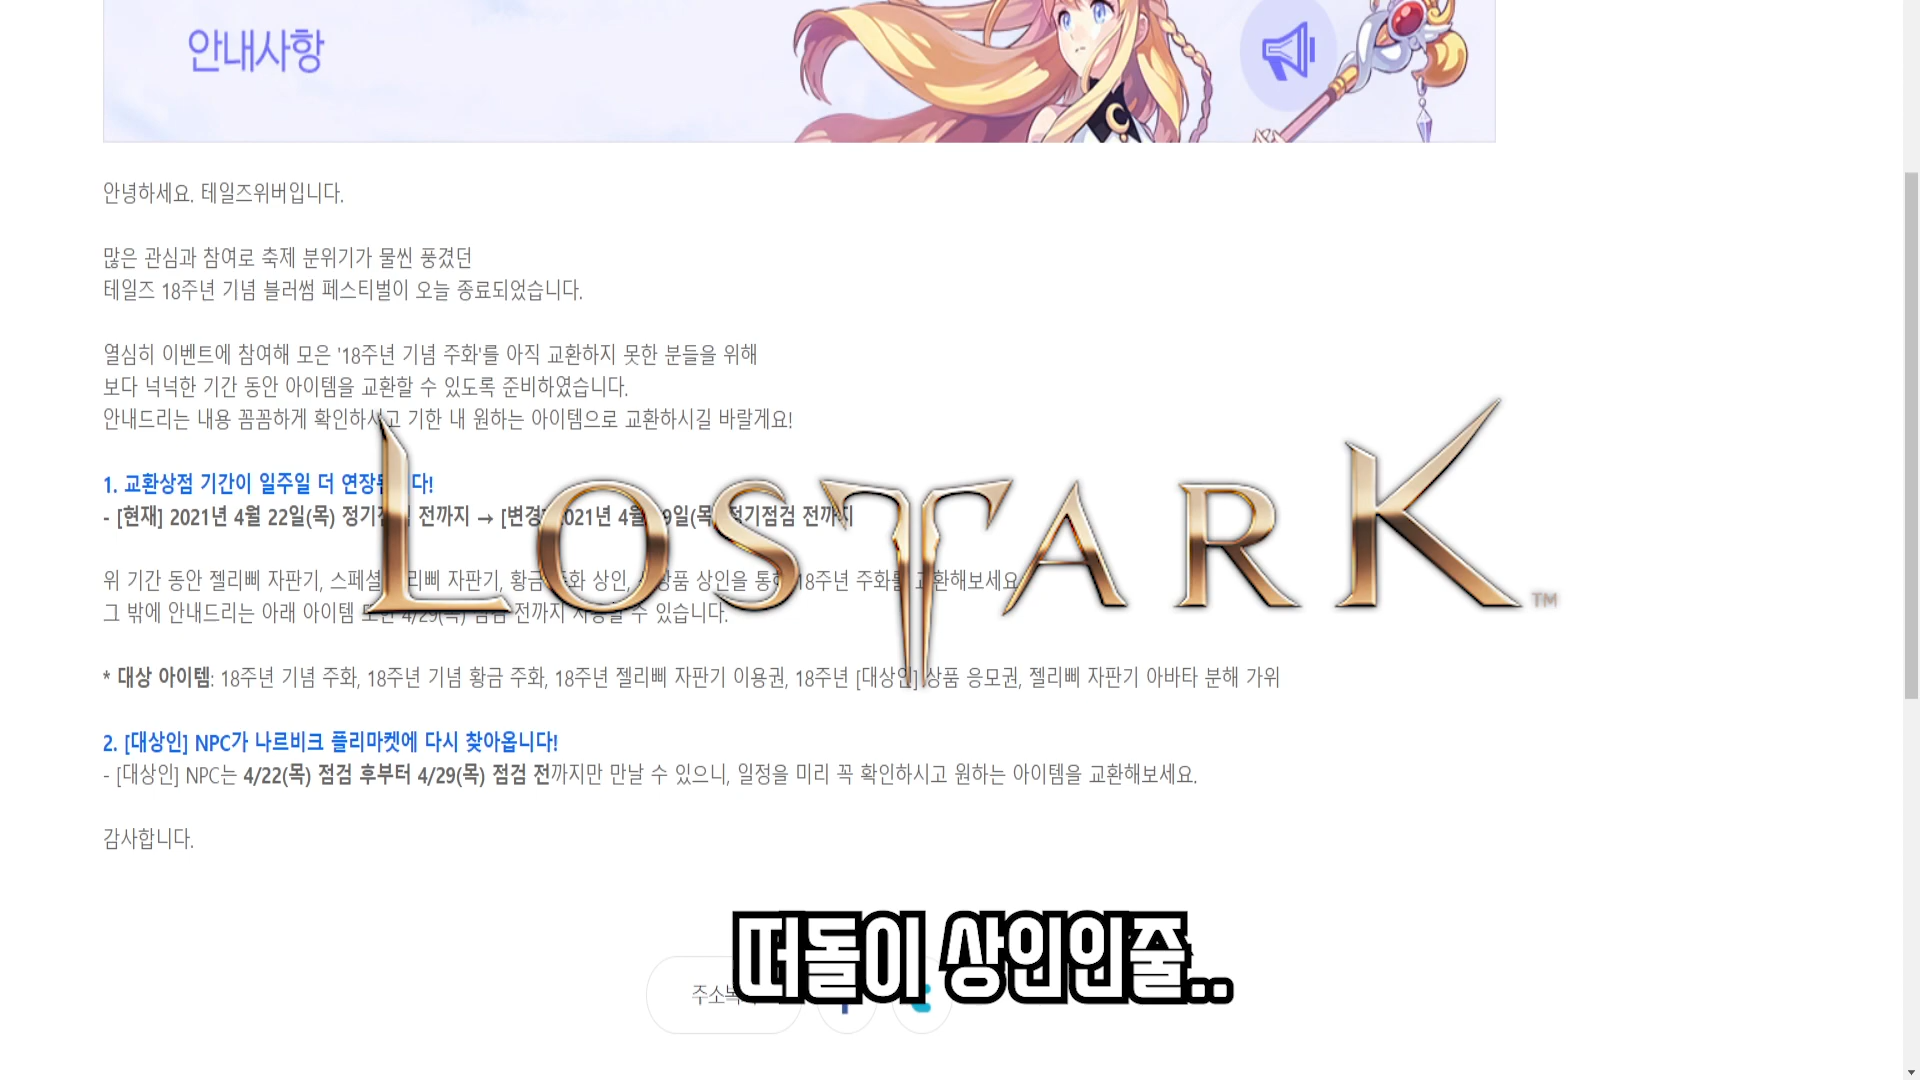 안내사항
안녕하세요. 테일즈위버입니다.
많은 관심과 참여로 축제 분위기가 물씬 풍겼던
테일즈 18주년 기념 블러썸 페스티벌이 오늘 종료되었습니다.
열심히 이벤트에 참여해 모은 '18주년 기념 주화'를 아직 교환하지 못한 분들을 위해
보다 넉넉한 기간 동안 아이템을 교환할 수 있도록 준비하였습니다.
안내드리는 내용 꼼꼼하게 확인하시고 기한 내 원하는 아이템으로 교환하시길 바랄게요!
1. 교환상점 기간이 일주일 더 연장됩니다!
- [현재] 2021년 4월 22일(목) 정기점검 전까지 → [변경] 2021년 4월 29일(목) 정기점검 전까지
LOST ARK™
위 기간 동안 젤리삐 자판기, 스페셜 젤리삐 자판기, 황금 주화 상인, 상인을 통해 18주년 주화를 교환해보세요
그 밖에 안내드리는 아래 아이템 또한 4/29(목) 점검 전까지 사용할 수 있습니다.
* 대상 아이템: 18주년 기념 주화, 18주년 기념 황금 주화, 18주년 젤리삐 자판기 이용권, 18주년 [대상인] 상품 응모권, 젤리삐 자판기 아바타 분해 가위
2. [대상인] NPC가 나르비크 플리마켓에 다시 찾아옵니다!
- [대상인] NPC는 4/22(목) 점검 후부터 4/29(목) 점검 전까지만 만날 수 있으니, 일정을 미리 꼭 확인하시고 원하는 아이템을 교환해보세요.
감사합니다.
떠돌이 상인인줄..